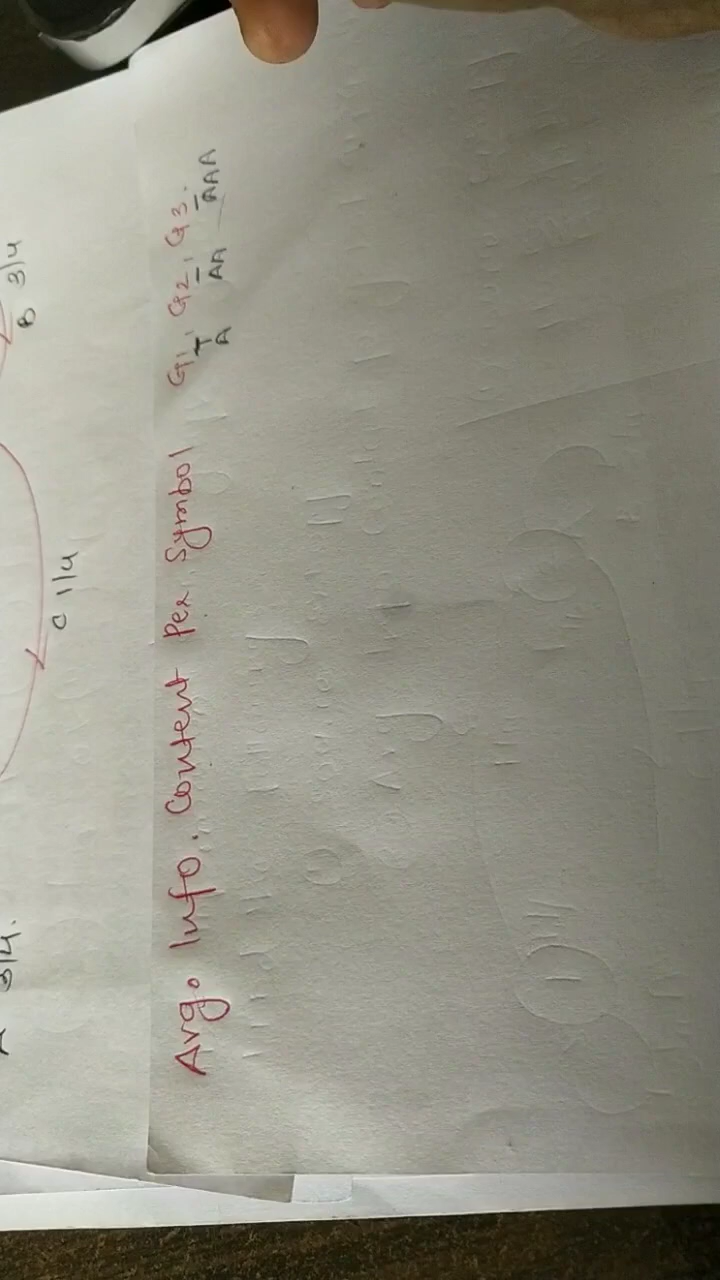 A 3/4.
C 1/4
B 3/4
Avg. Info. Content Per Symbol G1, G2, G3.
A AA AAA